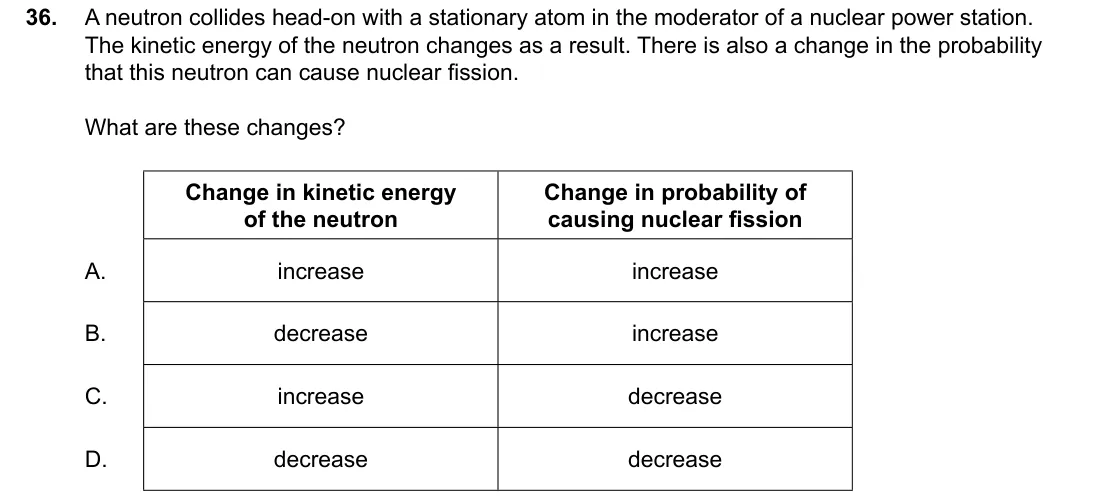 36. A neutron collides head-on with a stationary atom in the moderator of a nuclear power station.
The kinetic energy of the neutron changes as a result. There is also a change in the probability
that this neutron can cause nuclear fission.
What are these changes?
Change in kinetic energy of the neutron | Change in probability of causing nuclear fission
A. increase increase
B. decrease increase
C. increase decrease
D. decrease decrease